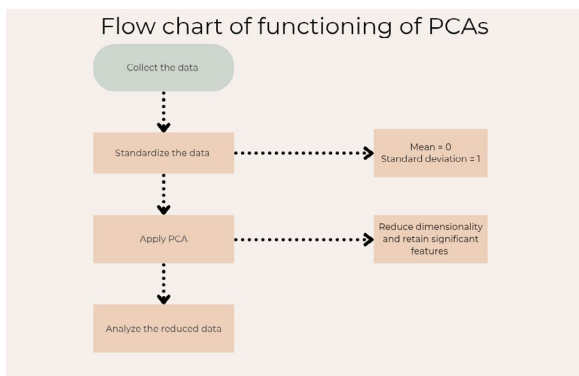 Flow chart of functioning of PCAs
Collect the data
Standardize the data
Mean = 0
Standard deviation = 1
Apply PCA
Reduce dimensionality
and retain significant
features
Analyze the reduced data